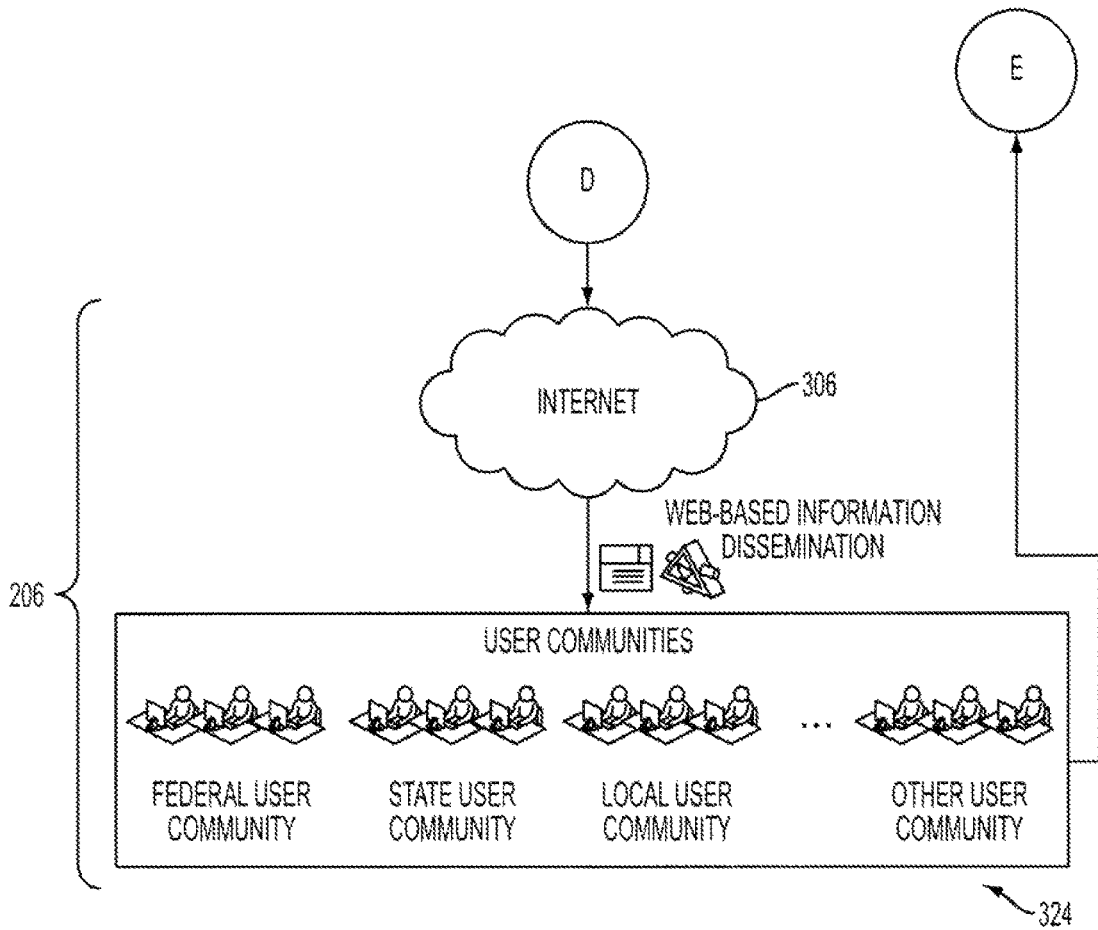 E
D
INTERNET
306
WEB-BASED INFORMATION
DISSEMINATION
206
USER COMMUNITIES
...
FEDERAL USER
COMMUNITY
STATE USER
COMMUNITY
LOCAL USER
COMMUNITY
OTHER USER
COMMUNITY
324